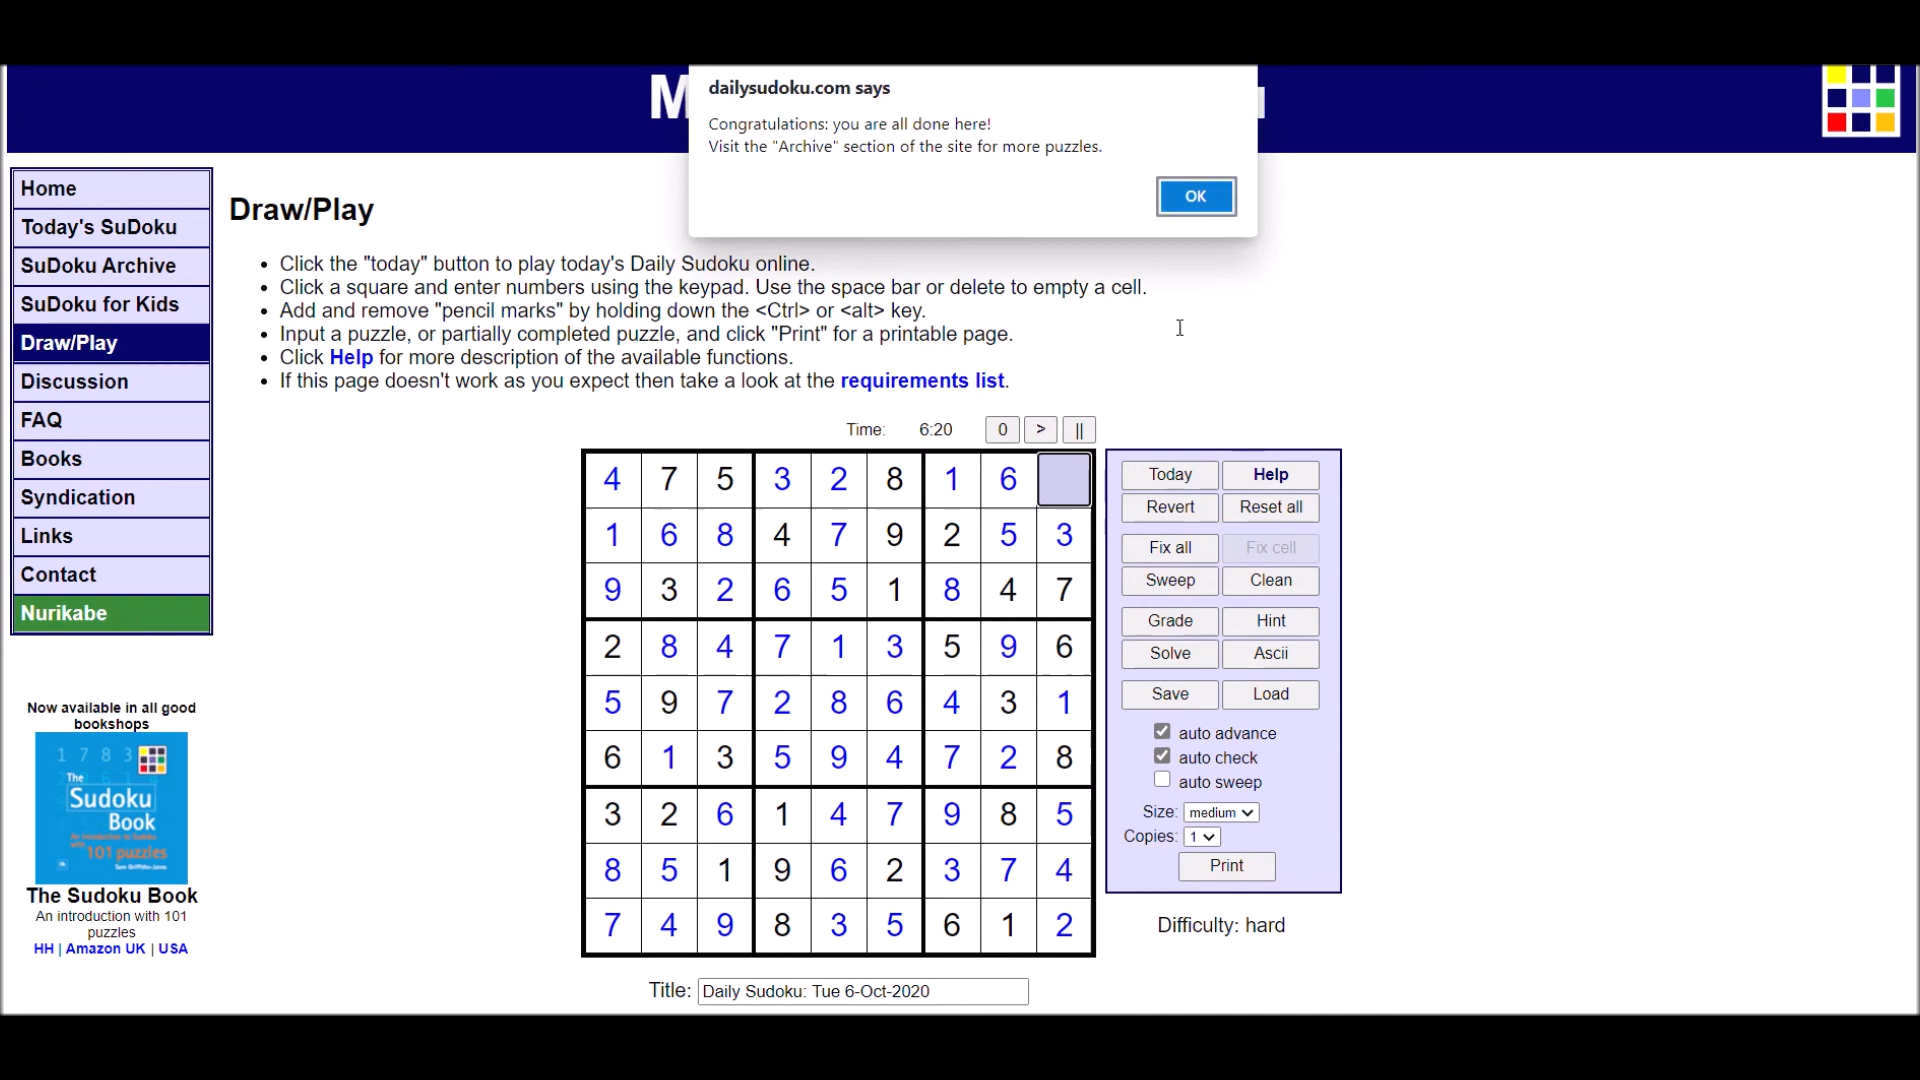 M
dailysudoku.com says
Congratulations: you are all done here!
Visit the "Archive" section of the site for more puzzles.
OK
Home
Today's SuDoku
SuDoku Archive
SuDoku for Kids
Draw/Play
Discussion
FAQ
Books
Syndication
Links
Contact
Nurikabe
Now available in all good
bookshops
1 7 8 3
The
Sudoku
Book
An introduction to Sudoku
with 101 puzzles
The Sudoku Book
An introduction with 101
puzzles
HH | Amazon UK | USA
Draw/Play
• Click the "today" button to play today's Daily Sudoku online.
• Click a square and enter numbers using the keypad. Use the space bar or delete to empty a cell.
• Add and remove "pencil marks" by holding down the <Ctrl> or <alt> key.
• Input a puzzle, or partially completed puzzle, and click "Print" for a printable page.
• Click Help for more description of the available functions.
• If this page doesn't work as you expect then take a look at the requirements list.
Time: 6:20 0 > ||
4 7 5 3 2 8 1 6
1 6 8 4 7 9 2 5 3
9 3 2 6 5 1 8 4 7
2 8 4 7 1 3 5 9 6
5 9 7 2 8 6 4 3 1
6 1 3 5 9 4 7 2 8
3 2 6 1 4 7 9 8 5
8 5 1 9 6 2 3 7 4
7 4 9 8 3 5 6 1 2
Title: Daily Sudoku: Tue 6-Oct-2020
Today Help
Revert Reset all
Fix all Fix cell
Sweep Clean
Grade Hint
Solve Ascii
Save Load
auto advance
auto check
auto sweep
Size: medium
Copies: 1
Print
Difficulty: hard